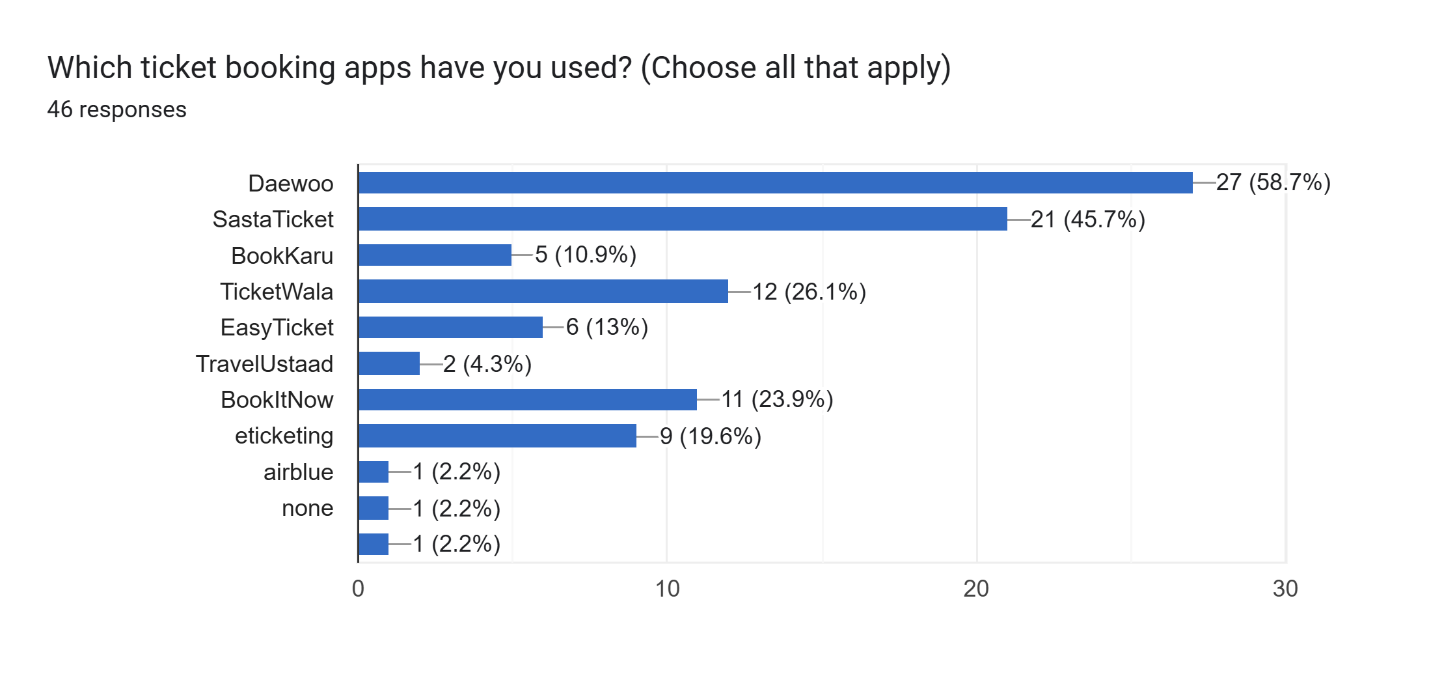 Which ticket booking apps have you used? (Choose all that apply)
46 responses
Daewoo 27 (58.7%)
SastaTicket 21 (45.7%)
BookKaru 5 (10.9%)
TicketWala 12 (26.1%)
EasyTicket 6 (13%)
TravelUstaad 2 (4.3%)
BookItNow 11 (23.9%)
eticketing 9 (19.6%)
airblue 1 (2.2%)
none 1 (2.2%)
1 (2.2%)
0 10 20 30